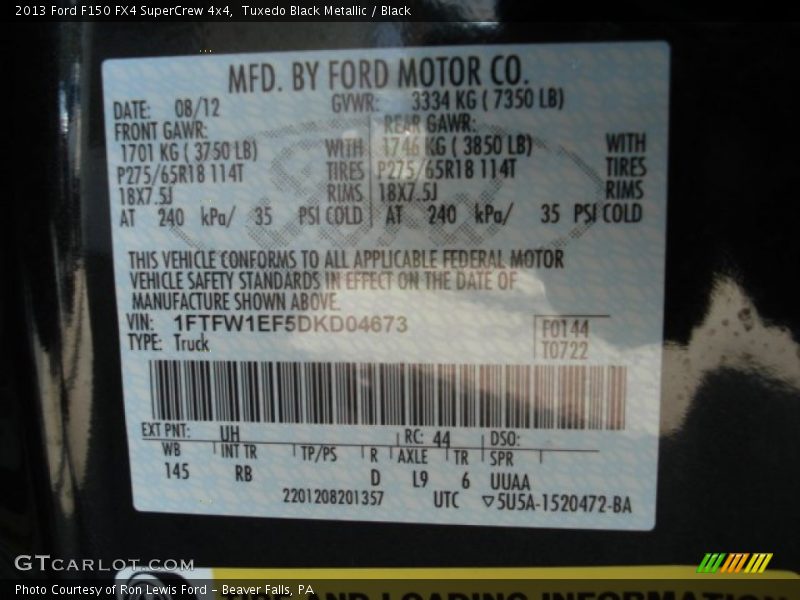 2013 Ford F150 FX4 SuperCrew 4x4, Tuxedo Black Metallic / Black
MFD. BY FORD MOTOR CO.
DATE: 08/12 GVWR: 3334 KG ( 7350 LB)
FRONT GAWR: REAR GAWR:
1701 KG ( 3750 LB) WITH 1746 KG ( 3850 LB) WITH
P275/65R18 114T TIRES P275/65R18 114T TIRES
18X7.5J RIMS 18X7.5J RIMS
AT 240 kPa/ 35 PSI COLD AT 240 kPa/ 35 PSI COLD
THIS VEHICLE CONFORMS TO ALL APPLICABLE FEDERAL MOTOR
VEHICLE SAFETY STANDARDS IN EFFECT ON THE DATE OF
MANUFACTURE SHOWN ABOVE.
VIN: 1FTFW1EF5DKD04673 F0144
TYPE: Truck T0722
EXT PNT: UH RC: 44 DSO:
WB INT TR TP/PS R AXLE TR SPR
145 RB D L9 6 UUAA
2201208201357 UTC ▽5U5A-1520472-BA
GTCARLOT.COM
Photo Courtesy of Ron Lewis Ford - Beaver Falls, PA